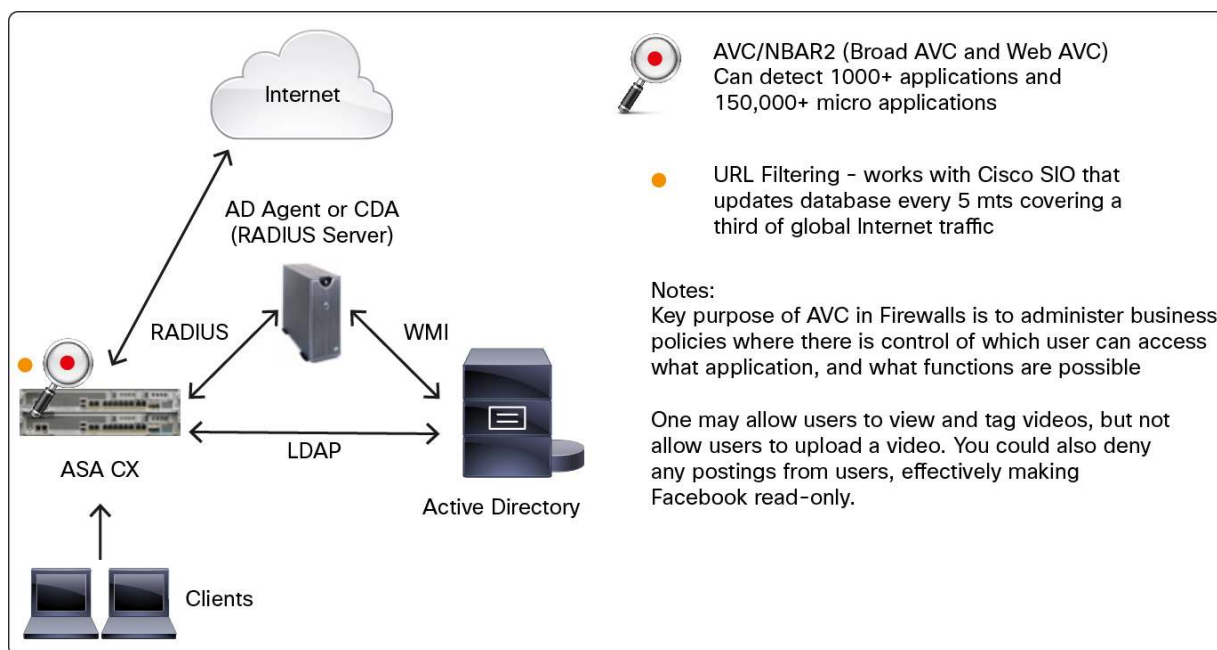 Internet
AD Agent or CDA
(RADIUS Server)
RADIUS
WMI
LDAP
ASA CX
Active Directory
Clients
AVC/NBAR2 (Broad AVC and Web AVC)
Can detect 1000+ applications and
150,000+ micro applications
URL Filtering - works with Cisco SIO that
updates database every 5 mts covering a
third of global Internet traffic
Notes:
Key purpose of AVC in Firewalls is to administer business
policies where there is control of which user can access
what application, and what functions are possible
One may allow users to view and tag videos, but not
allow users to upload a video. You could also deny
any postings from users, effectively making
Facebook read-only.